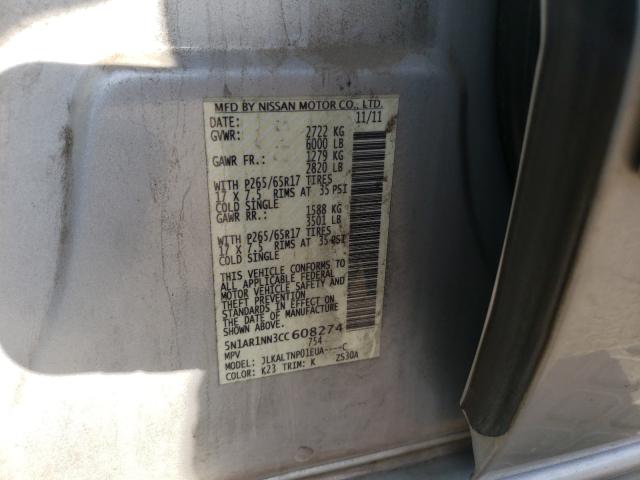 MFD BY NISSAN MOTOR CO., LTD.
DATE: 11/11
GVWR: 2722 KG
6000 LB
GAWR FR.: 1279 KG
2820 LB
WITH P265/65R17 TIRES
17 X 7.5 RIMS AT 35 PSI
COLD SINGLE
GAWR RR.: 1588 KG
3501 LB
WITH P265/65R17 TIRES
17 X 7.5 RIMS AT 35 PSI
COLD SINGLE
THIS VEHICLE CONFORMS TO
ALL APPLICABLE FEDERAL
MOTOR VEHICLE SAFETY AND
THEFT PREVENTION
STANDARDS IN EFFECT ON
THE DATE OF MANUFACTURE
SHOWN ABOVE.
5N1AR1NN3CC608274
MPV 754
MODEL: JLKALTNP01EUA----C
COLOR: K23 TRIM: K ZS30A